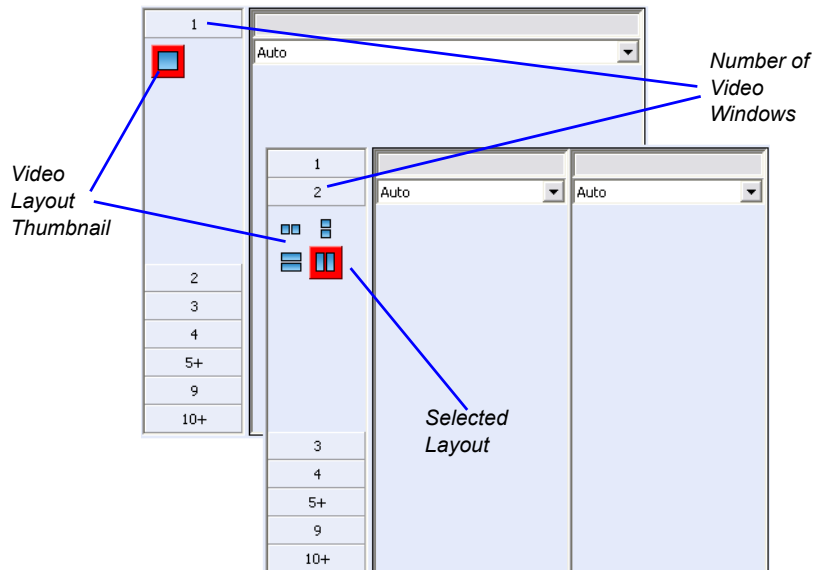 1
Auto
Number of
Video
Windows
Video
Layout
Thumbnail
2
3
4
5+
9
10+
1
2
Auto
Auto
Selected
Layout
3
4
5+
9
10+